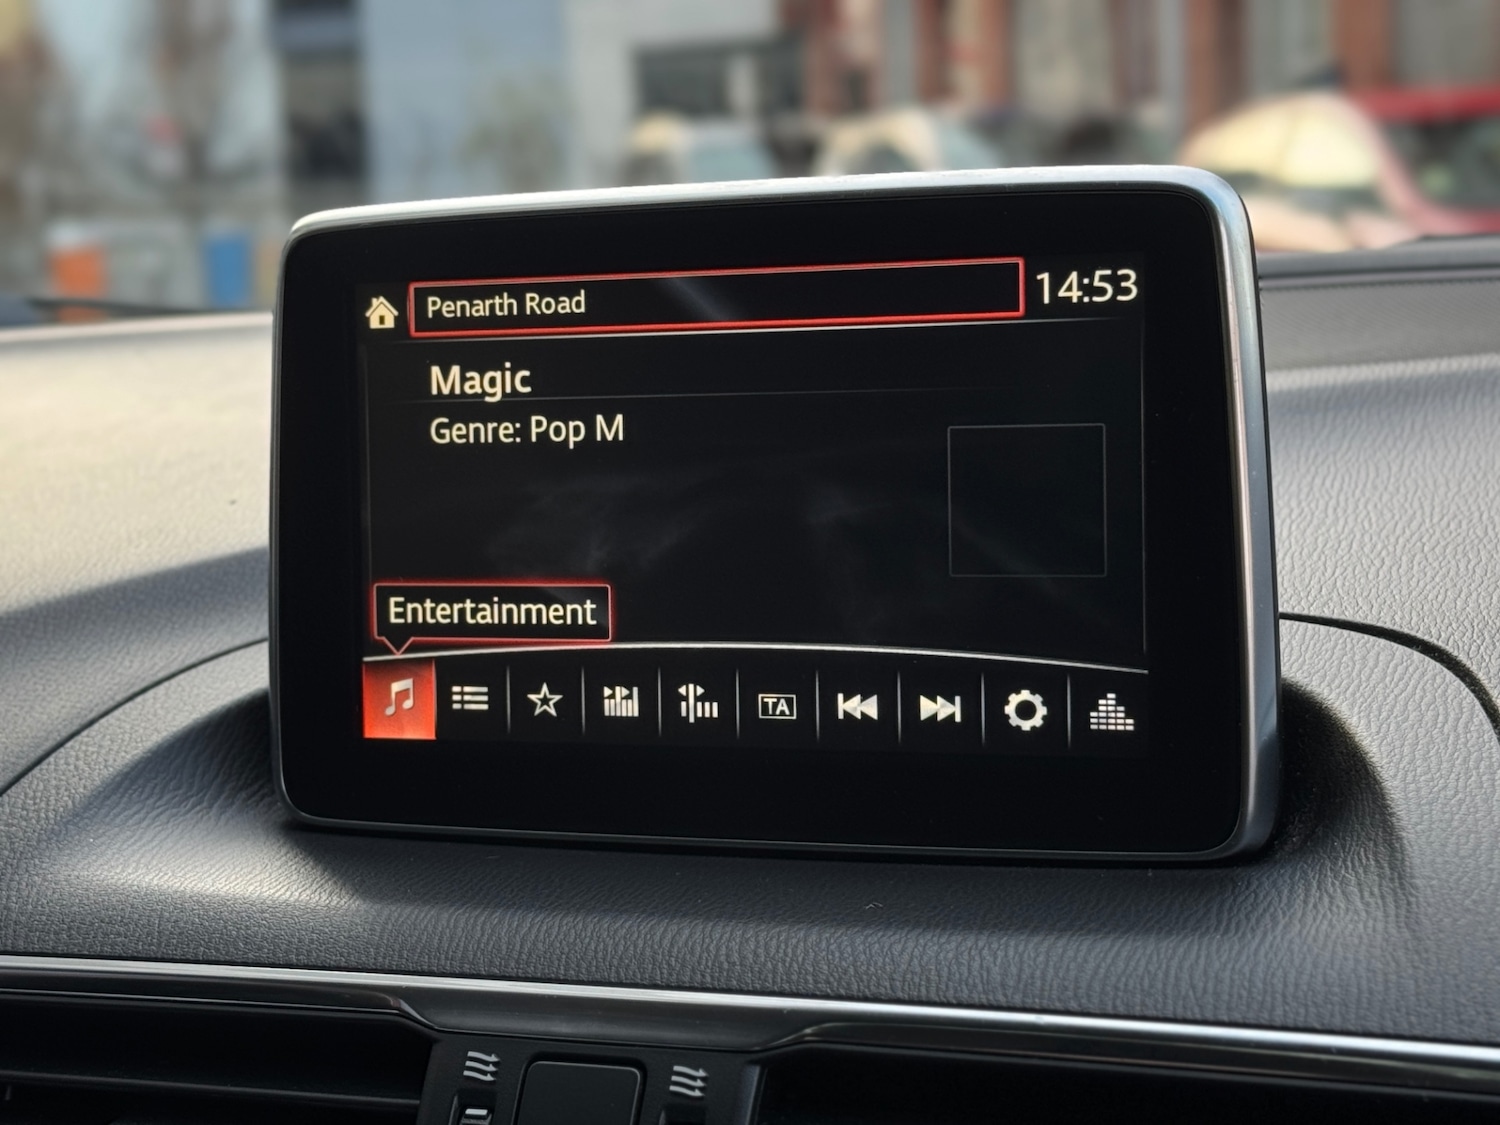 Penarth Road
14:53
Magic
Genre: Pop M
Entertainment
TA